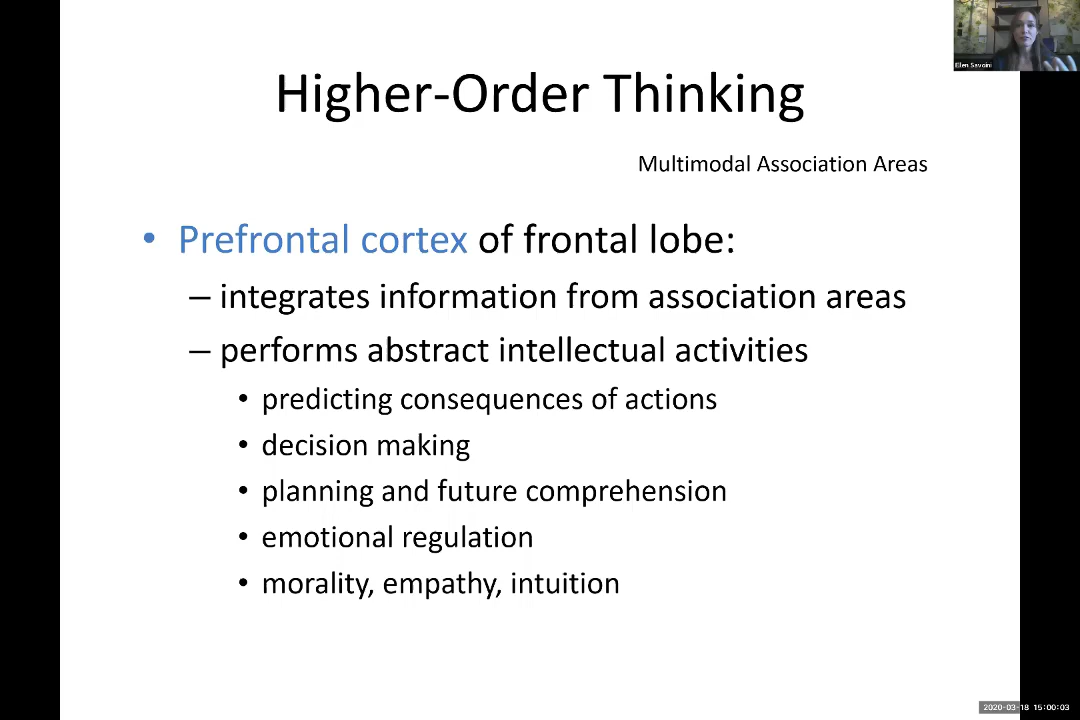 Ellen Savoini
Higher-Order Thinking
Multimodal Association Areas
• Prefrontal cortex of frontal lobe:
– integrates information from association areas
– performs abstract intellectual activities
• predicting consequences of actions
• decision making
• planning and future comprehension
• emotional regulation
• morality, empathy, intuition
2020-03-18 15:00:03